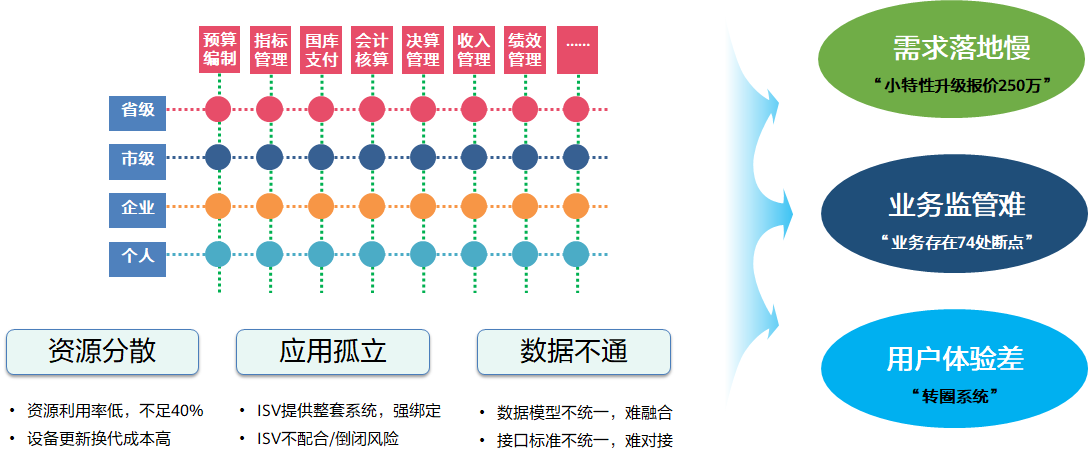 预算编制
指标管理
国库支付
会计核算
决算管理
收入管理
绩效管理
......
省级
市级
企业
个人
资源分散
• 资源利用率低，不足40%
• 设备更新换代成本高
应用孤立
• ISV提供整套系统，强绑定
• ISV不配合/倒闭风险
数据不通
• 数据模型不统一，难融合
• 接口标准不统一，难对接
需求落地慢
“小特性升级报价250万”
业务监管难
“业务存在74处断点”
用户体验差
“转圈系统”